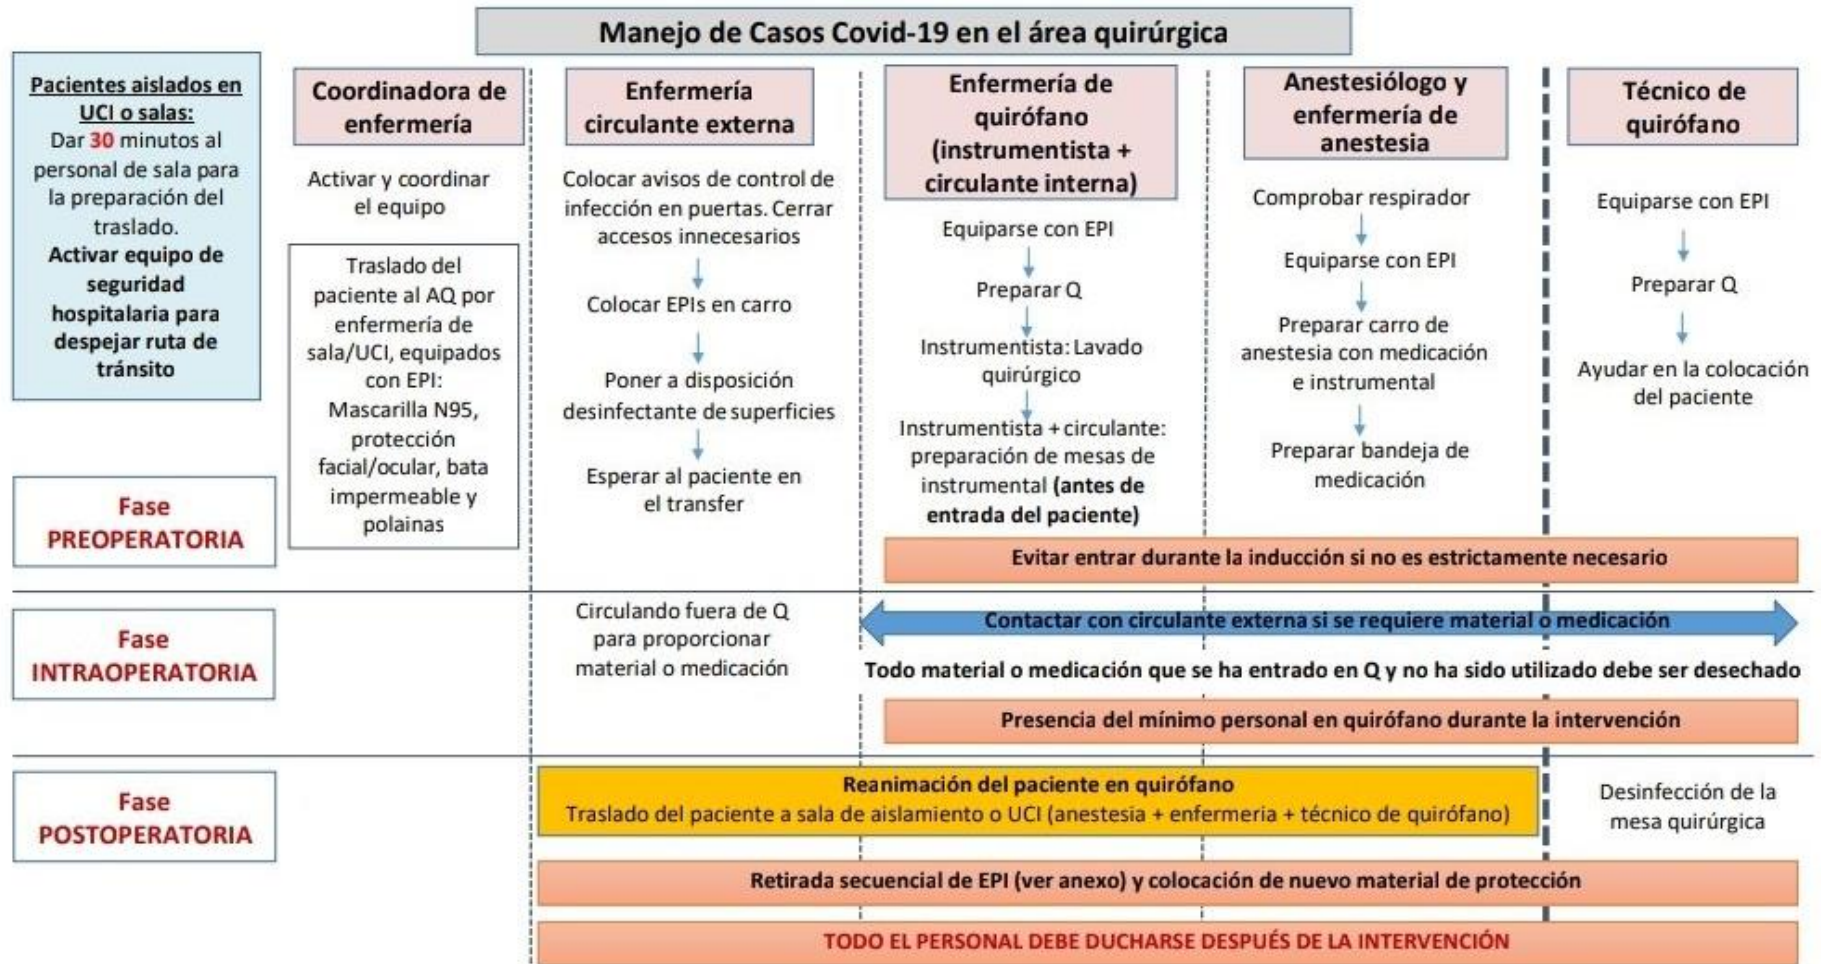 Manejo de Casos Covid-19 en el área quirúrgica
Pacientes aislados en
UCI o salas:
Dar 30 minutos al
personal de sala para
la preparación del
traslado.
Activar equipo de
seguridad
hospitalaria para
despejar ruta de
tránsito
Coordinadora de
enfermería
Activar y coordinar
el equipo
Traslado del
paciente al AQ por
enfermería de
sala/UCI, equipados
con EPI:
Mascarilla N95,
protección
facial/ocular, bata
impermeable y
polainas
Enfermería
circulante externa
Colocar avisos de control de
infección en puertas. Cerrar
accesos innecesarios
Colocar EPIs en carro
Poner a disposición
desinfectante de superficies
Esperar al paciente en
el transfer
Enfermería de
quirófano
(instrumentista +
circulante interna)
Equiparse con EPI
Preparar Q
Instrumentista: Lavado
quirúrgico
Instrumentista + circulante:
preparación de mesas de
instrumental (antes de
entrada del paciente)
Anestesiólogo y
enfermería de
anestesia
Comprobar respirador
Equiparse con EPI
Preparar carro de
anestesia con medicación
e instrumental
Preparar bandeja de
medicación
Técnico de
quirófano
Equiparse con EPI
Preparar Q
Ayudar en la colocación
del paciente
Fase
PREOPERATORIA
Evitar entrar durante la inducción si no es estrictamente necesario
Fase
INTRAOPERATORIA
Circulando fuera de Q
para proporcionar
material o medicación
Contactar con circulante externa si se requiere material o medicación
Todo material o medicación que se ha entrado en Q y no ha sido utilizado debe ser desechado
Presencia del mínimo personal en quirófano durante la intervención
Fase
POSTOPERATORIA
Reanimación del paciente en quirófano
Traslado del paciente a sala de aislamiento o UCI (anestesia + enfermeria + técnico de quirófano)
Desinfección de la
mesa quirúrgica
Retirada secuencial de EPI (ver anexo) y colocación de nuevo material de protección
TODO EL PERSONAL DEBE DUCHARSE DESPUÉS DE LA INTERVENCIÓN